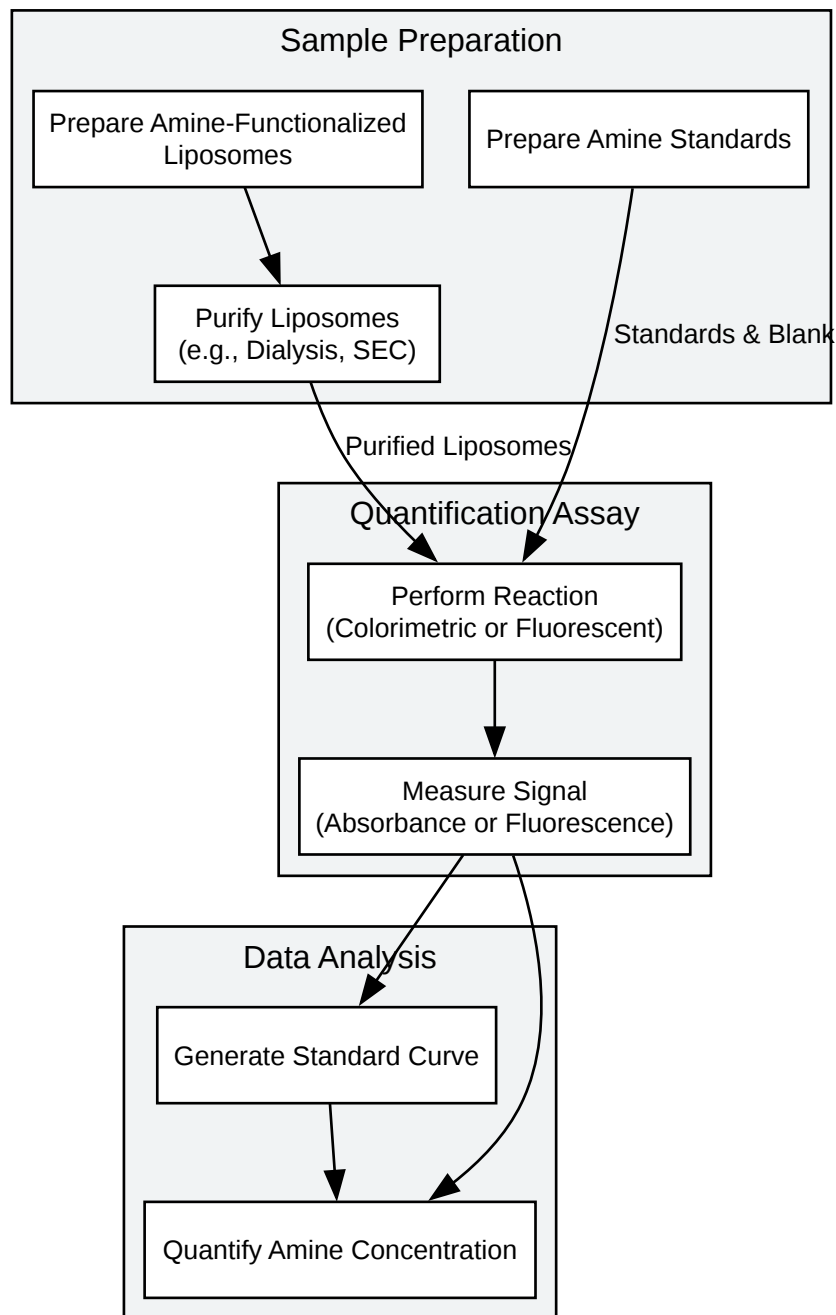 Sample Preparation
Prepare Amine-Functionalized
Liposomes
Prepare Amine Standards
Purify Liposomes
(e.g., Dialysis, SEC)
Standards & Blank
Purified Liposomes
Quantification Assay
Perform Reaction
(Colorimetric or Fluorescent)
Measure Signal
(Absorbance or Fluorescence)
Data Analysis
Generate Standard Curve
Quantify Amine Concentration